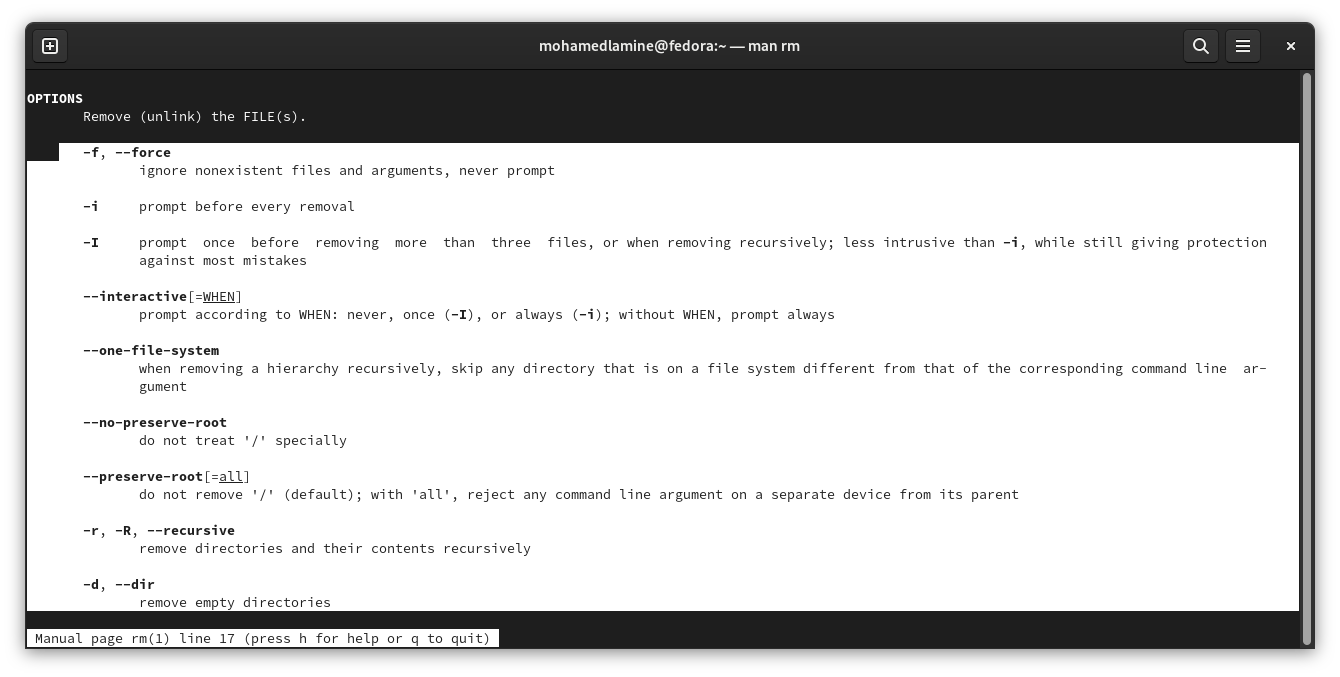 mohamedlamine@fedora:~ — man rm
OPTIONS
Remove (unlink) the FILE(s).
-f, --force
ignore nonexistent files and arguments, never prompt
-i     prompt before every removal
-I     prompt  once  before  removing  more  than  three  files, or when removing recursively; less intrusive than -i, while still giving protection
against most mistakes
--interactive[=WHEN]
prompt according to WHEN: never, once (-I), or always (-i); without WHEN, prompt always
--one-file-system
when removing a hierarchy recursively, skip any directory that is on a file system different from that of the corresponding command line  ar-
gument
--no-preserve-root
do not treat '/' specially
--preserve-root[=all]
do not remove '/' (default); with 'all', reject any command line argument on a separate device from its parent
-r, -R, --recursive
remove directories and their contents recursively
-d, --dir
remove empty directories
Manual page rm(1) line 17 (press h for help or q to quit)